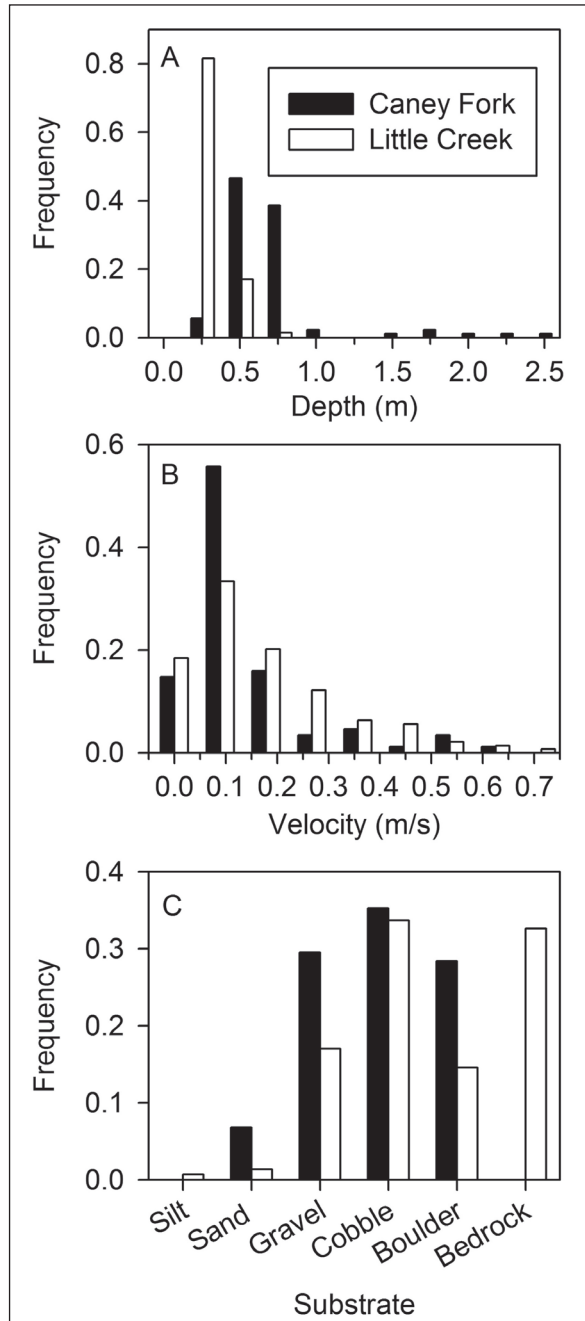 A
Caney Fork
Little Creek
0.8
0.6
0.4
0.2
0.0
Frequency
0.0 0.5 1.0 1.5 2.0 2.5
Depth (m)
B
0.6
0.4
0.2
0.0
Frequency
0.0 0.1 0.2 0.3 0.4 0.5 0.6 0.7
Velocity (m/s)
C
0.4
0.3
0.2
0.1
0.0
Frequency
Silt Sand Gravel Cobble Boulder Bedrock
Substrate